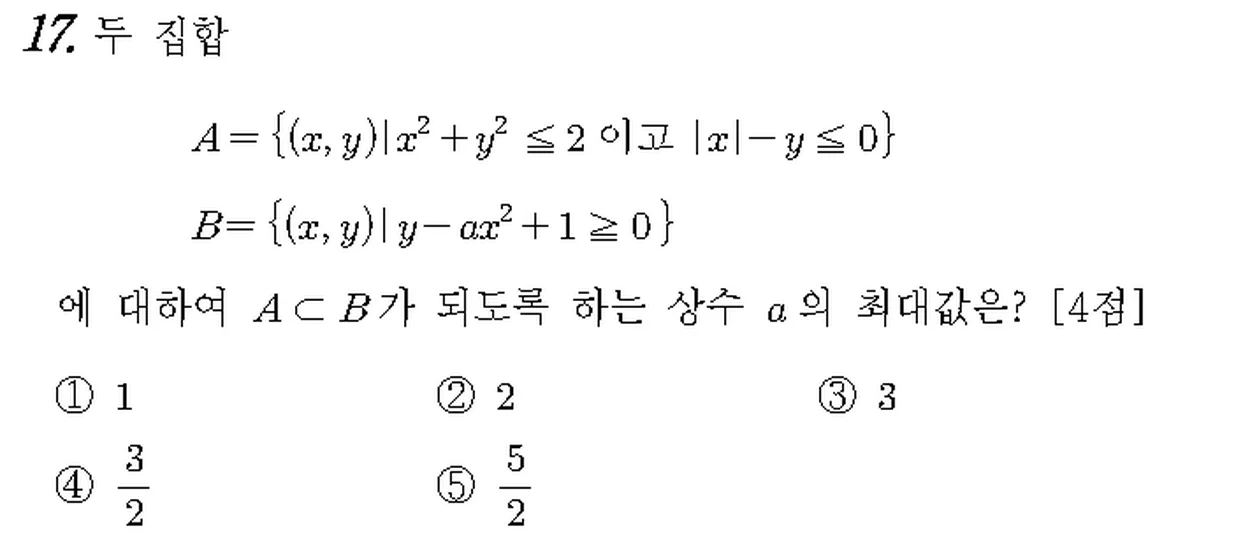 17. 두 집합
A = {(x, y)| x² + y² ≦ 2 이고 |x| − y ≦ 0}
B = {(x, y)| y − ax² + 1 ≧ 0 }
에 대하여 A ⊂ B가 되도록 하는 상수 a의 최대값은? [4점]
① 1 ② 2 ③ 3
④ 3/2 ⑤ 5/2